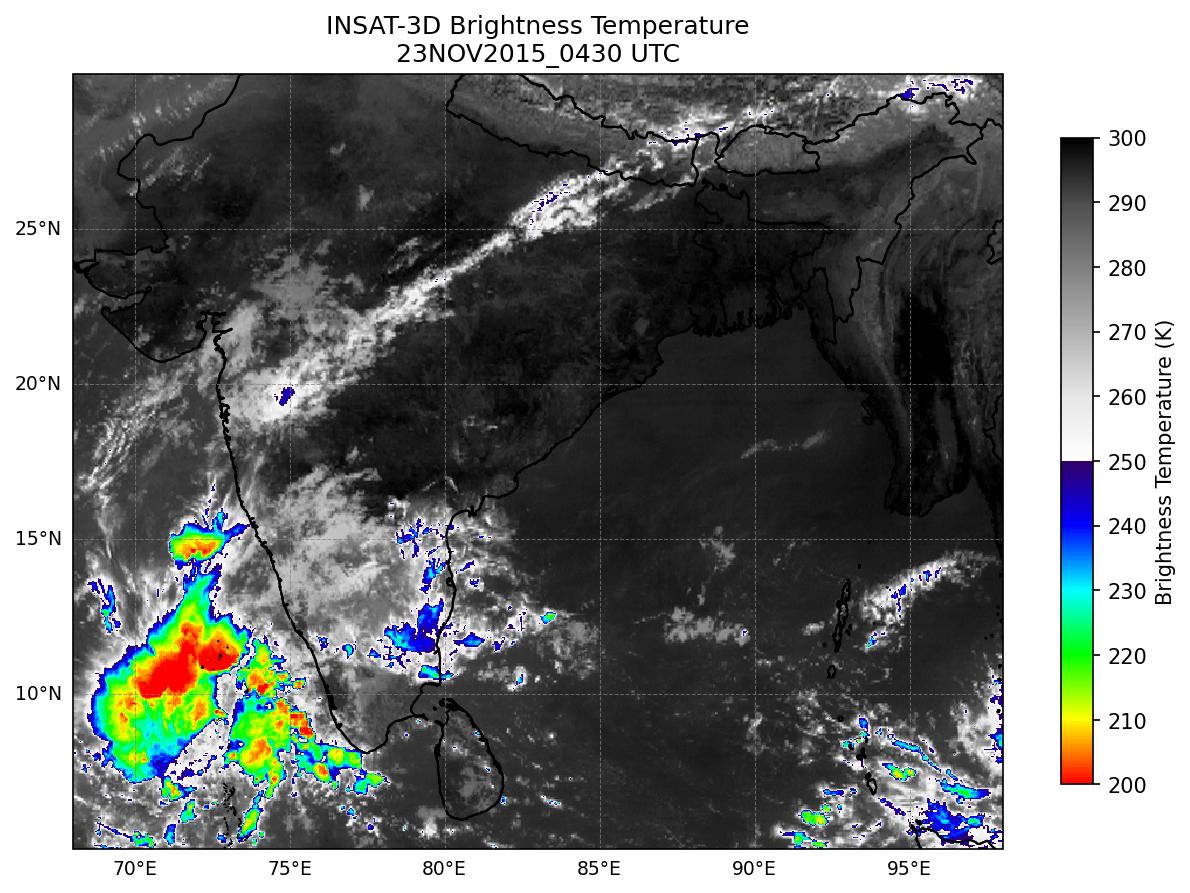 INSAT-3D Brightness Temperature
23NOV2015_0430 UTC
25°N
20°N
15°N
10°N
70°E
75°E
80°E
85°E
90°E
95°E
300
290
280
270
260
250
240
230
220
210
200
Brightness Temperature (K)